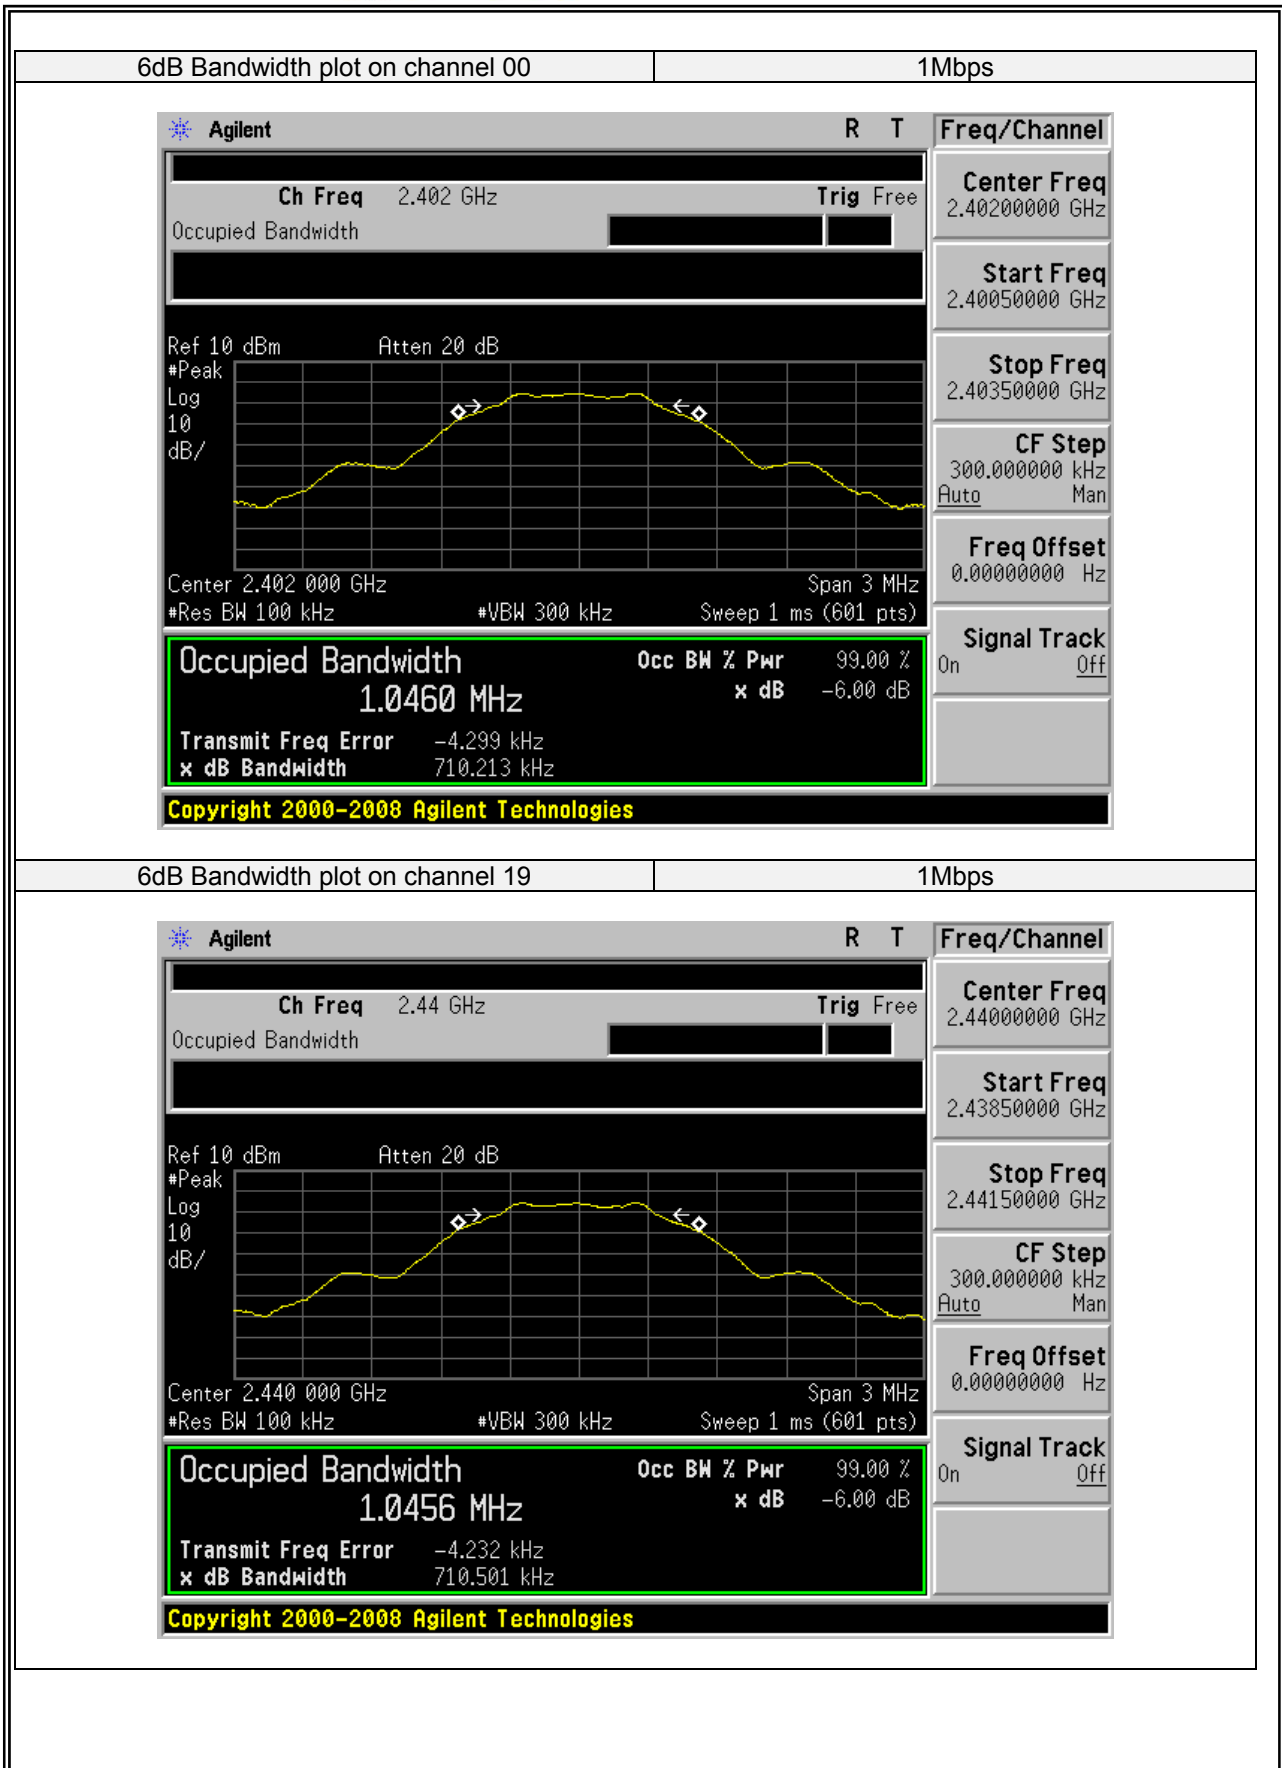 6dB Bandwidth plot on channel 00 1Mbps
Agilent R T Freq/Channel
Ch Freq 2.402 GHz Trig Free
Occupied Bandwidth
Center Freq
2.40200000 GHz
Start Freq
2.40050000 GHz
Stop Freq
2.40350000 GHz
CF Step
300.000000 kHz
Auto Man
Freq Offset
0.00000000 Hz
Signal Track
On Off
Ref 10 dBm Atten 20 dB
#Peak
Log
10
dB/
Center 2.402 000 GHz Span 3 MHz
#Res BW 100 kHz #VBW 300 kHz Sweep 1 ms (601 pts)
Occupied Bandwidth Occ BW % Pwr 99.00 %
1.0460 MHz x dB -6.00 dB
Transmit Freq Error -4.299 kHz
x dB Bandwidth 710.213 kHz
Copyright 2000-2008 Agilent Technologies
6dB Bandwidth plot on channel 19 1Mbps
Agilent R T Freq/Channel
Ch Freq 2.44 GHz Trig Free
Occupied Bandwidth
Center Freq
2.44000000 GHz
Start Freq
2.43850000 GHz
Stop Freq
2.44150000 GHz
CF Step
300.000000 kHz
Auto Man
Freq Offset
0.00000000 Hz
Signal Track
On Off
Ref 10 dBm Atten 20 dB
#Peak
Log
10
dB/
Center 2.440 000 GHz Span 3 MHz
#Res BW 100 kHz #VBW 300 kHz Sweep 1 ms (601 pts)
Occupied Bandwidth Occ BW % Pwr 99.00 %
1.0456 MHz x dB -6.00 dB
Transmit Freq Error -4.232 kHz
x dB Bandwidth 710.501 kHz
Copyright 2000-2008 Agilent Technologies